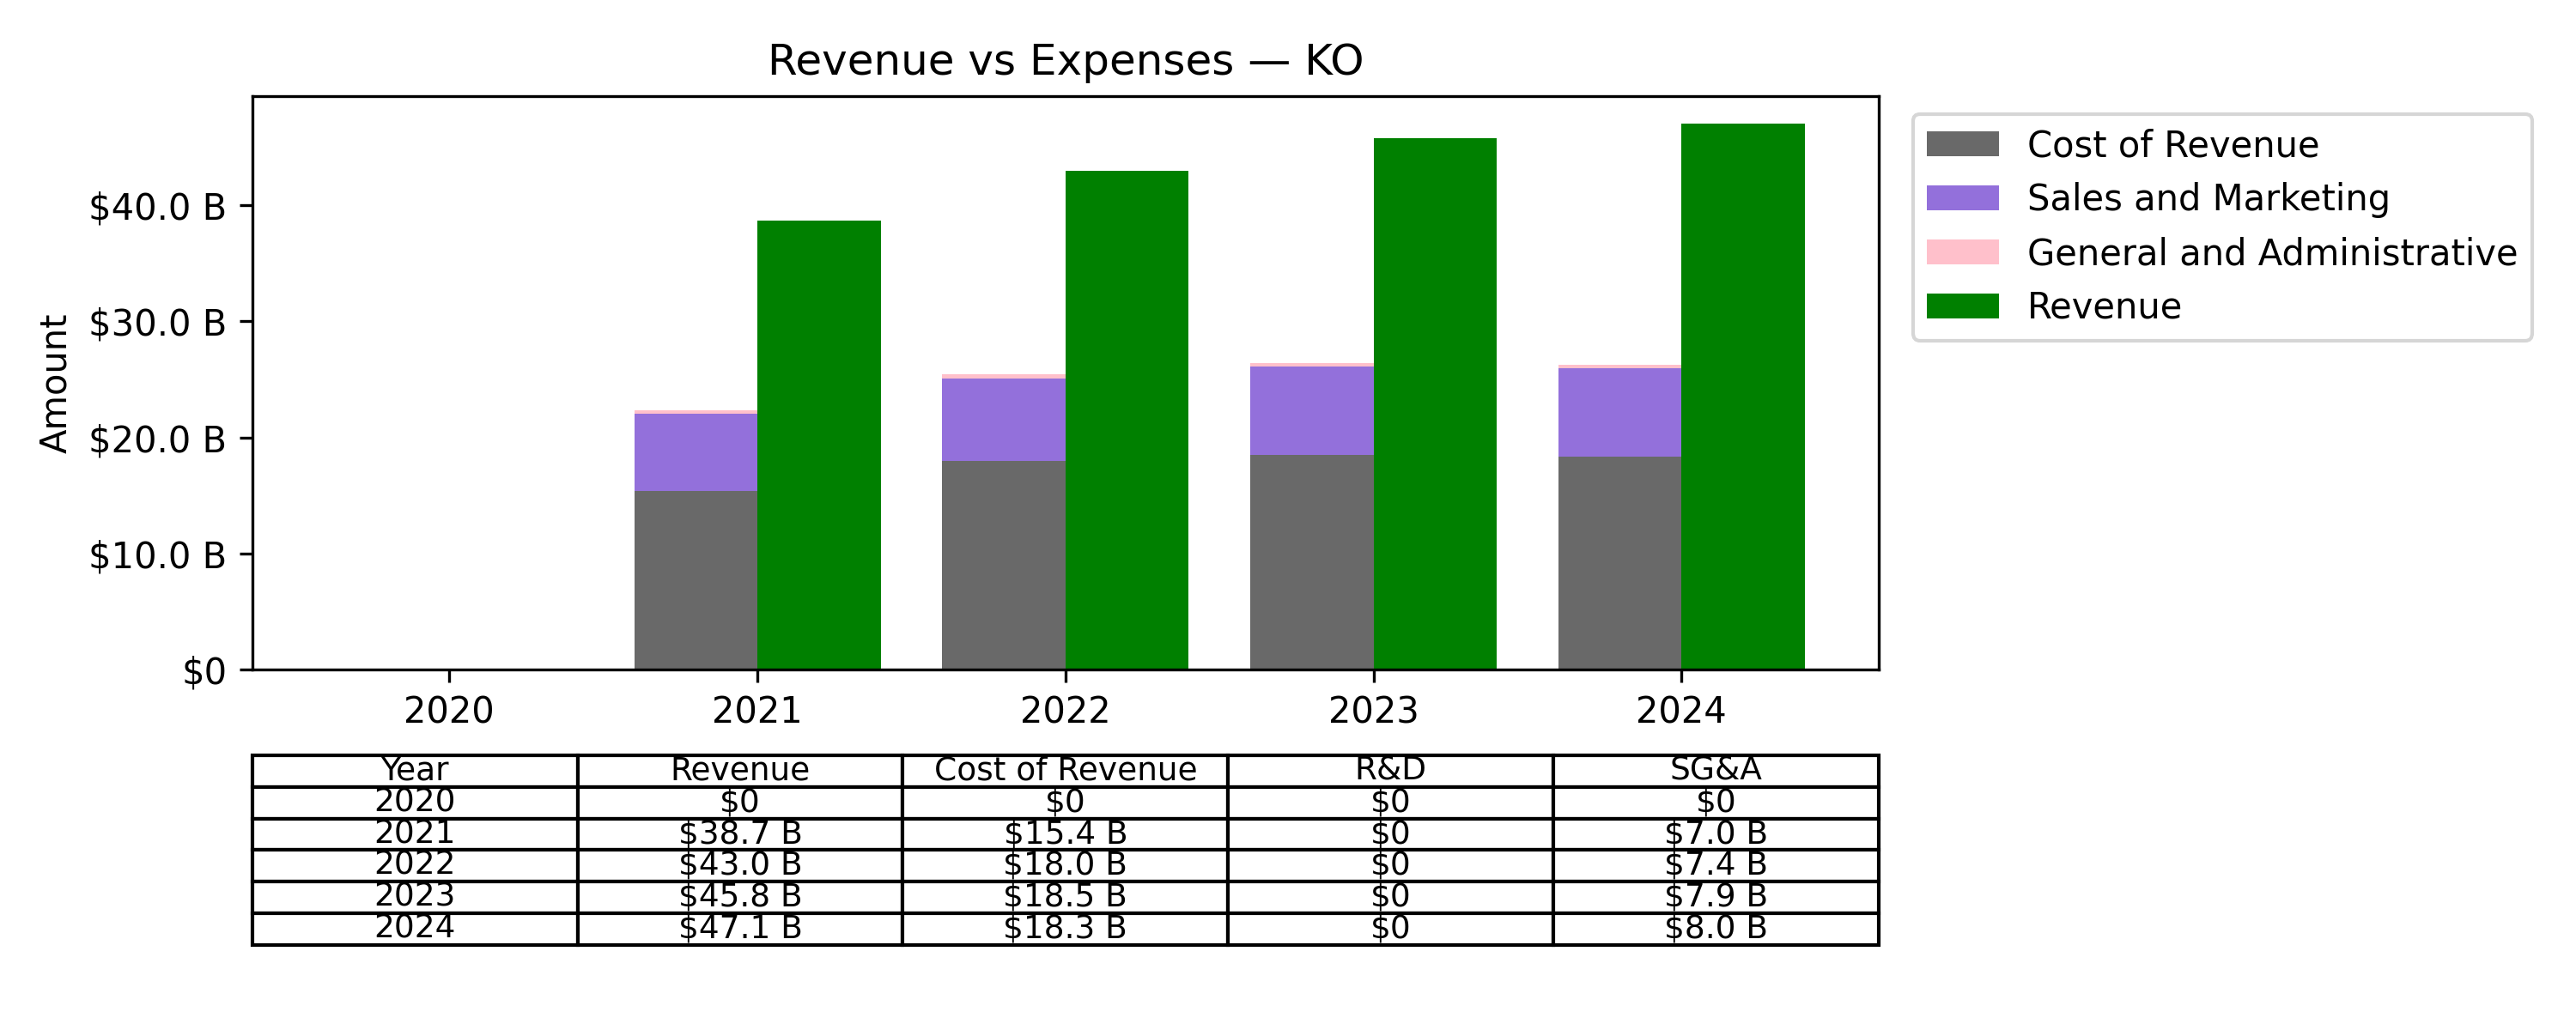 Revenue vs Expenses — KO
Amount
$40.0 B
$30.0 B
$20.0 B
$10.0 B
$0
2020 2021 2022 2023 2024
Cost of Revenue
Sales and Marketing
General and Administrative
Revenue
Year Revenue Cost of Revenue R&D SG&A
2020 $0 $0 $0 $0
2021 $38.7 B $15.4 B $0 $7.0 B
2022 $43.0 B $18.0 B $0 $7.4 B
2023 $45.8 B $18.5 B $0 $7.9 B
2024 $47.1 B $18.3 B $0 $8.0 B